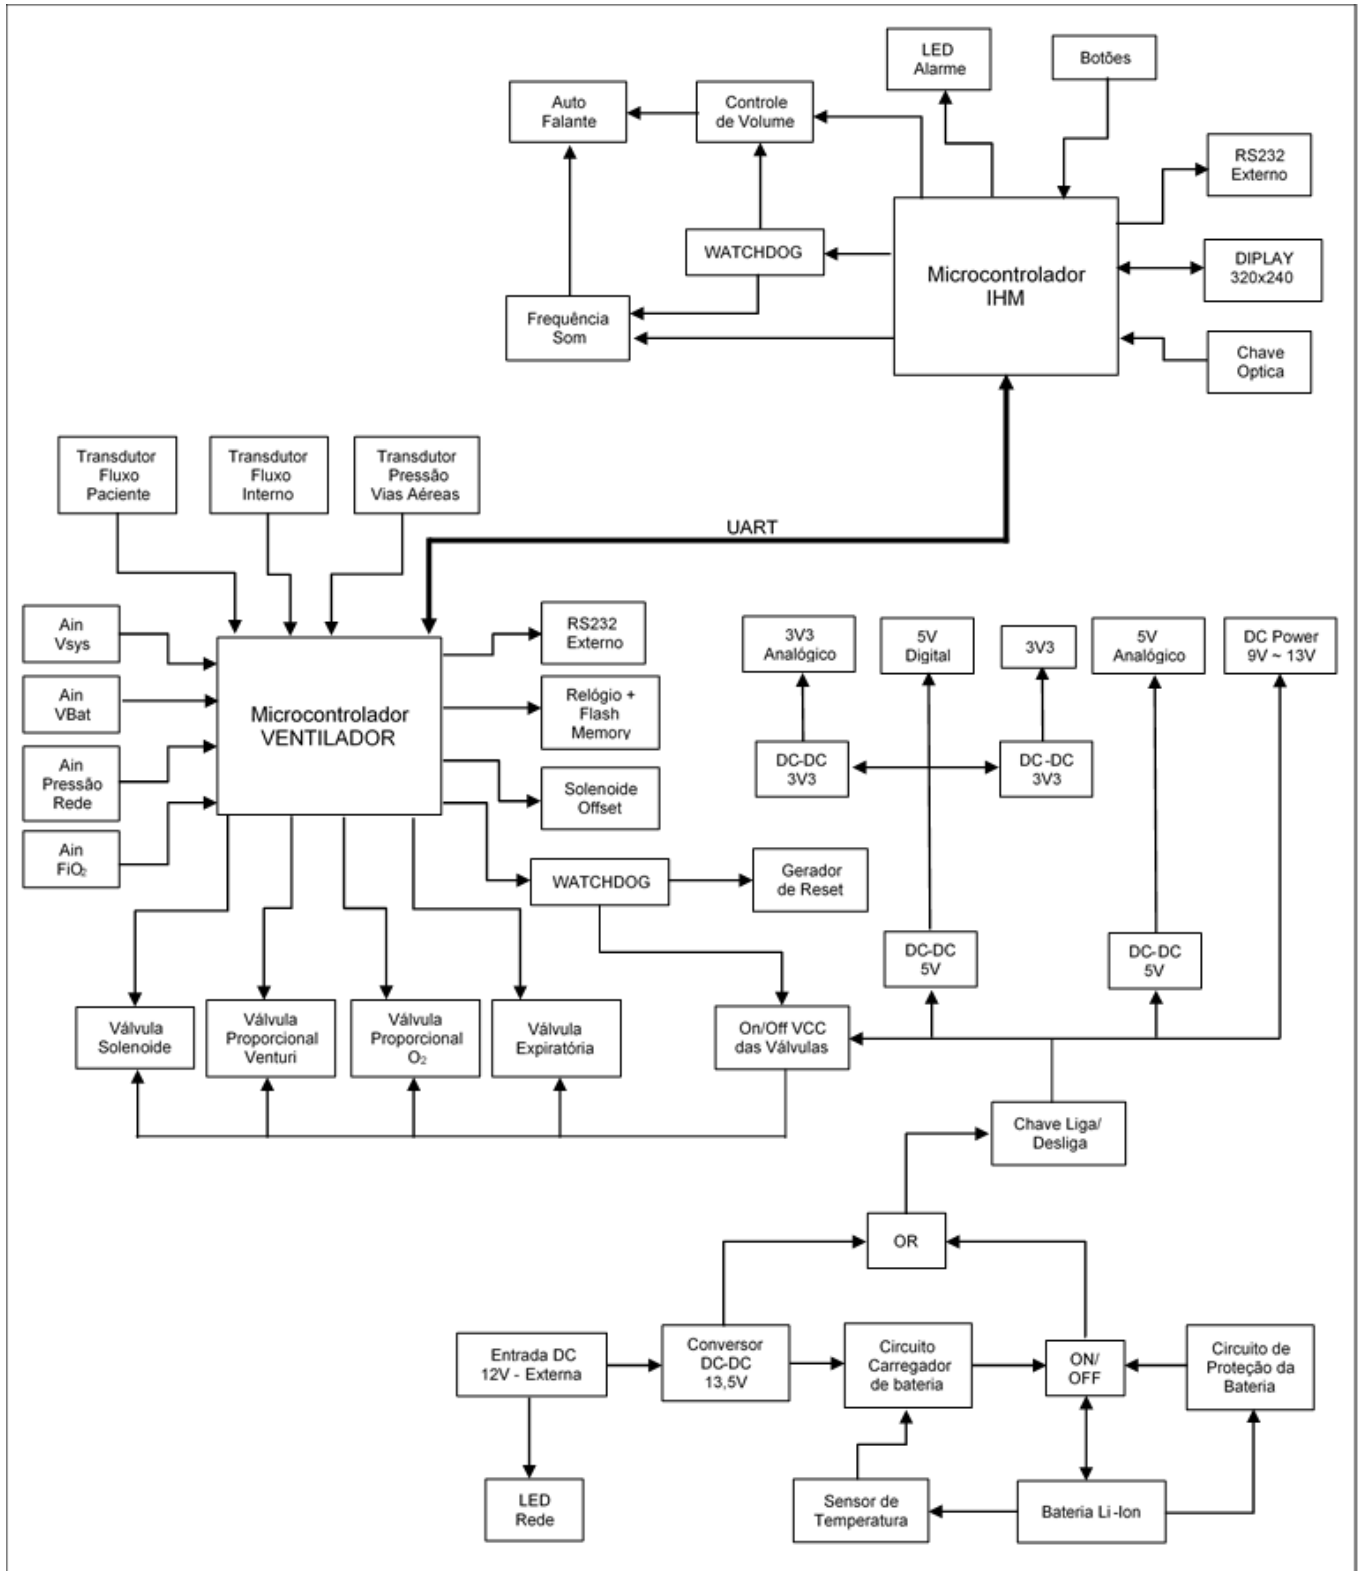 LED
Alarme
Botões
Auto
Falante
Controle
de Volume
RS232
Externo
WATCHDOG
Microcontrolador
IHM
DIPLAY
320x240
Frequência
Som
Chave
Optica
Transdutor
Fluxo
Paciente
Transdutor
Fluxo
Interno
Transdutor
Pressão
Vias Aéreas
UART
Ain
Vsys
Ain
VBat
Ain
Pressão
Rede
Ain
FiO₂
Microcontrolador
VENTILADOR
RS232
Externo
Relógio +
Flash
Memory
Solenoide
Offset
WATCHDOG
Gerador
de Reset
3V3
Analógico
5V
Digital
3V3
5V
Analógico
DC Power
9V ~ 13V
DC-DC
3V3
DC-DC
3V3
DC-DC
5V
DC-DC
5V
Válvula
Solenoide
Válvula
Proporcional
Venturi
Válvula
Proporcional
O₂
Válvula
Expiratória
On/Off VCC
das Válvulas
Chave Liga/
Desliga
OR
Entrada DC
12V - Externa
Conversor
DC-DC
13,5V
Circuito
Carregador
de bateria
ON/
OFF
Circuito de
Proteção da
Bateria
LED
Rede
Sensor de
Temperatura
Bateria Li-Ion